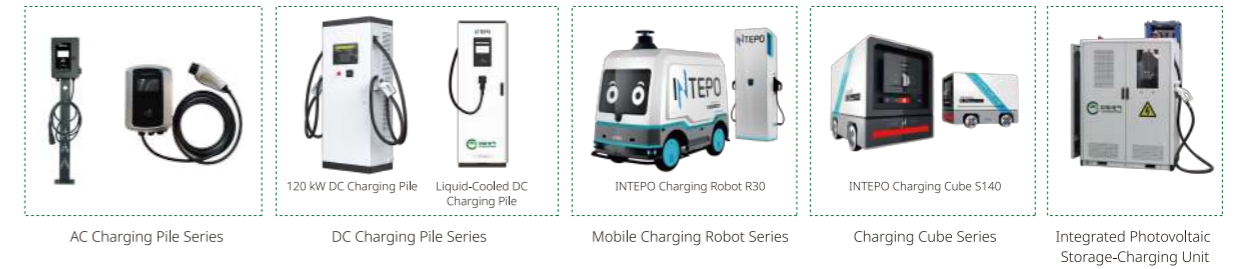 INTEPO
INTEPO
INTEPO
120 kW DC Charging Pile
Liquid-Cooled DC
Charging Pile
INTEPO Charging Robot R30
INTEPO Charging Cube S140
AC Charging Pile Series
DC Charging Pile Series
Mobile Charging Robot Series
Charging Cube Series
Integrated Photovoltaic
Storage-Charging Unit